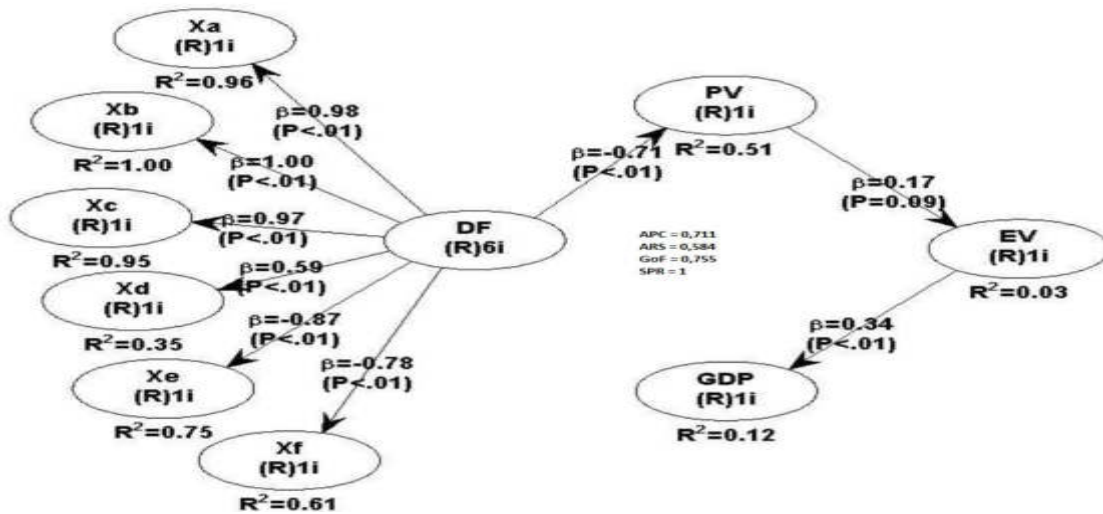 Xa
(R)1i
R²=0.96
β=0.98
(P<.01)
Xb
(R)1i
R²=1.00
β=1.00
(P<.01)
Xc
(R)1i
R²=0.95
β=0.97
(P<.01)
Xd
(R)1i
R²=0.35
β=0.59
(P<.01)
Xe
(R)1i
R²=0.75
β=-0.87
(P<.01)
Xf
(R)1i
R²=0.61
β=-0.78
(P<.01)
DF
(R)6i
β=-0.71
(P<.01)
PV
(R)1i
R²=0.51
β=0.17
(P=0.09)
APC = 0,711
ARS = 0,584
GoF = 0,755
SPR = 1
EV
(R)1i
R²=0.03
β=0.34
(P<.01)
GDP
(R)1i
R²=0.12